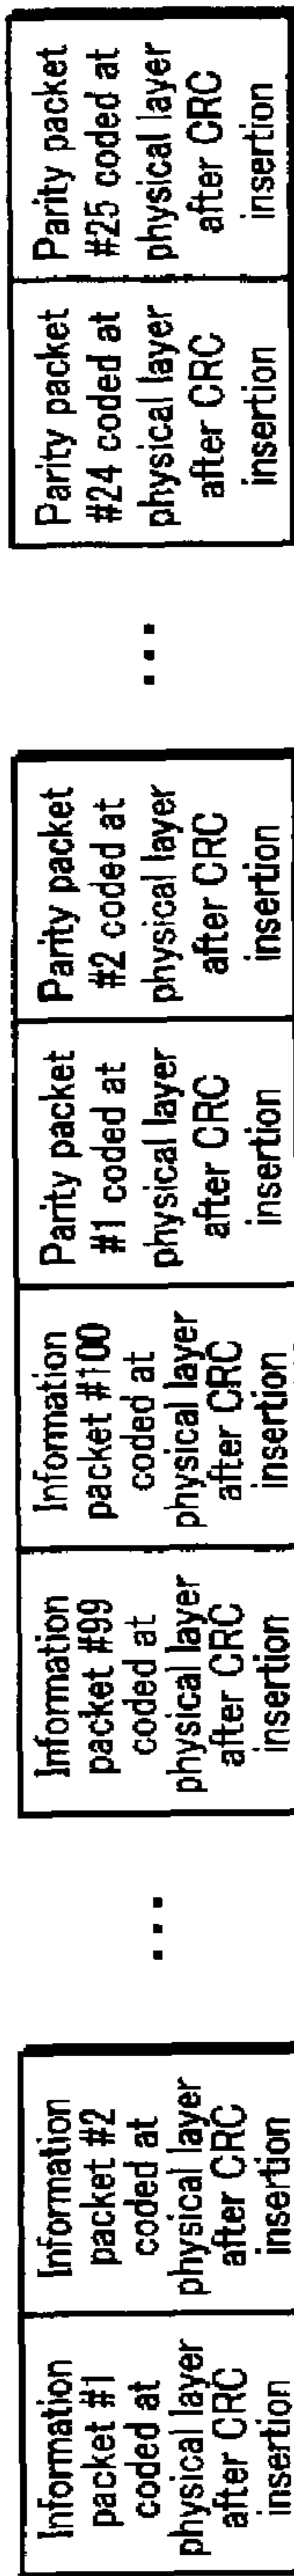 Information
packet #1
coded at
physical layer
after CRC
insertion
Information
packet #2
coded at
physical layer
after CRC
insertion
...
Information
packet #99
coded at
physical layer
after CRC
insertion
Information
packet #100
coded at
physical layer
after CRC
insertion
Parity packet
#1 coded at
physical layer
after CRC
insertion
Parity packet
#2 coded at
physical layer
after CRC
insertion
...
Parity packet
#24 coded at
physical layer
after CRC
insertion
Parity packet
#25 coded at
physical layer
after CRC
insertion